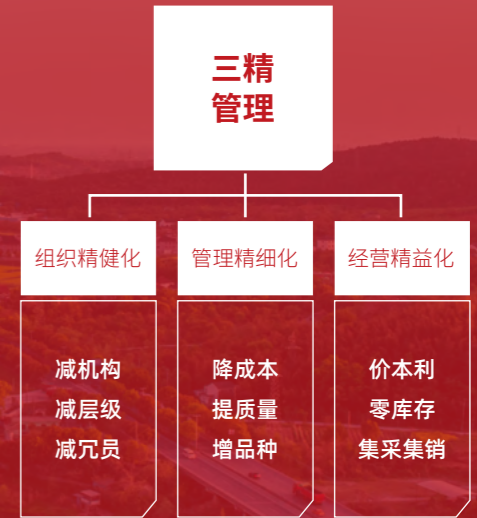 三精
管理
组织精健化
管理精细化
经营精益化
减机构
减层级
减冗员
降成本
提质量
增品种
价本利
零库存
集采集销